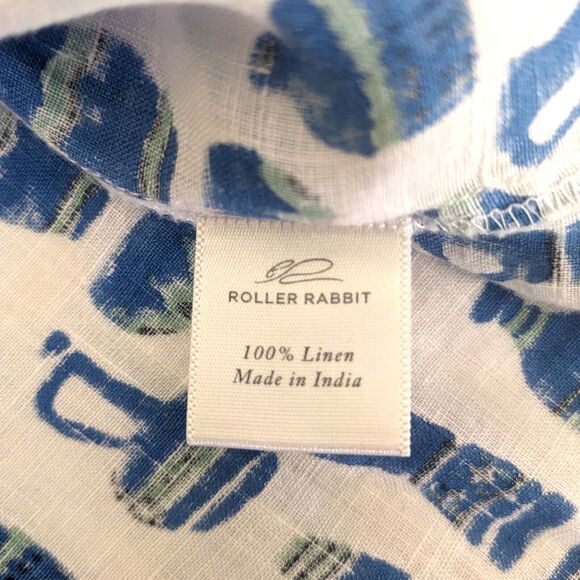 ROLLER RABBIT
100% Linen
Made in India